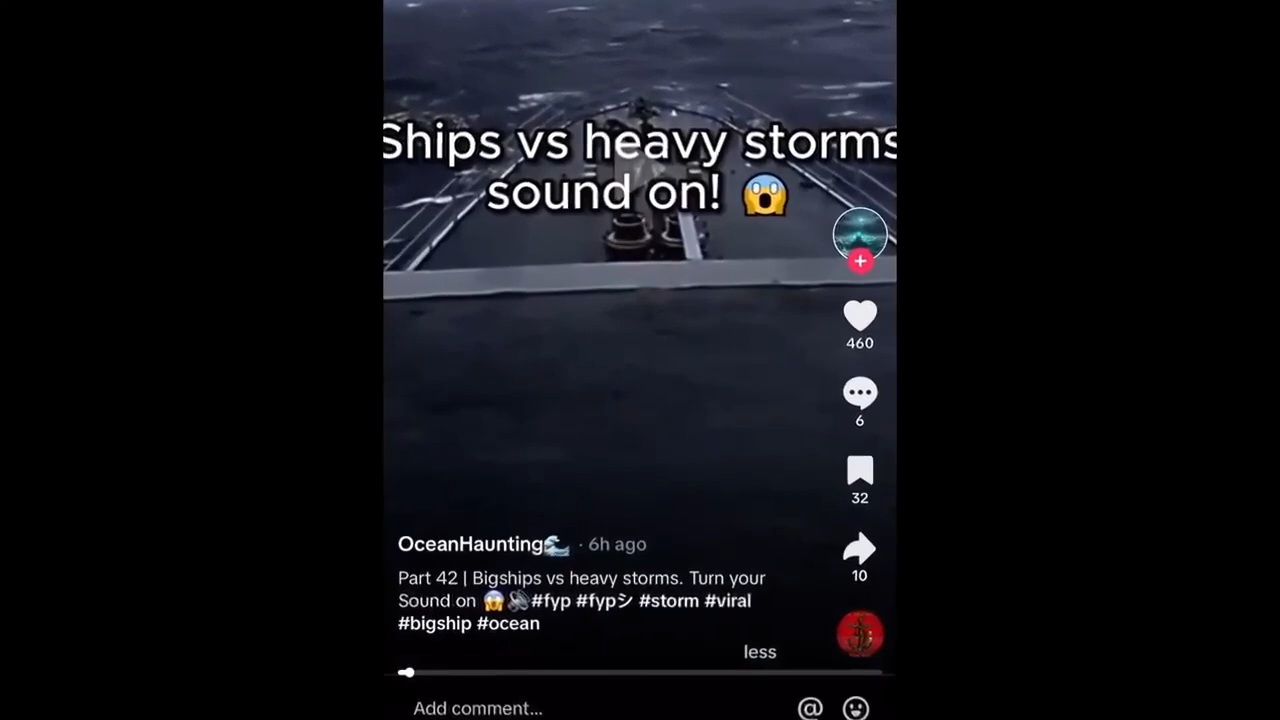 Ships vs heavy storms
sound on! 😱
460
6
32
10
OceanHaunting🌊 · 6h ago
Part 42 | Bigships vs heavy storms. Turn your
Sound on 😱🔊#fyp #fypシ #storm #viral
#bigship #ocean
less
Add comment...